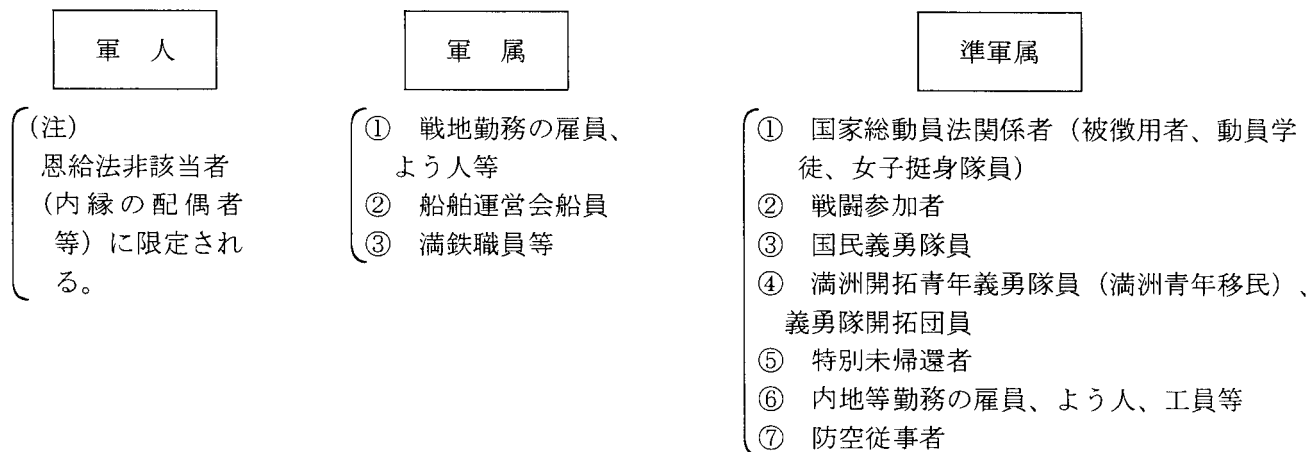 軍　人
(注)
恩給法非該当者
(内縁の配偶者
等）に限定され
る。
軍　属
①　戦地勤務の雇員、
よう人等
②　船舶運営会船員
③　満鉄職員等
準軍属
①　国家総動員法関係者（被徴用者、動員学
徒、女子挺身隊員）
②　戦闘参加者
③　国民義勇隊員
④　満洲開拓青年義勇隊員（満洲青年移民）、
義勇隊開拓団員
⑤　特別未帰還者
⑥　内地等勤務の雇員、よう人、工員等
⑦　防空従事者